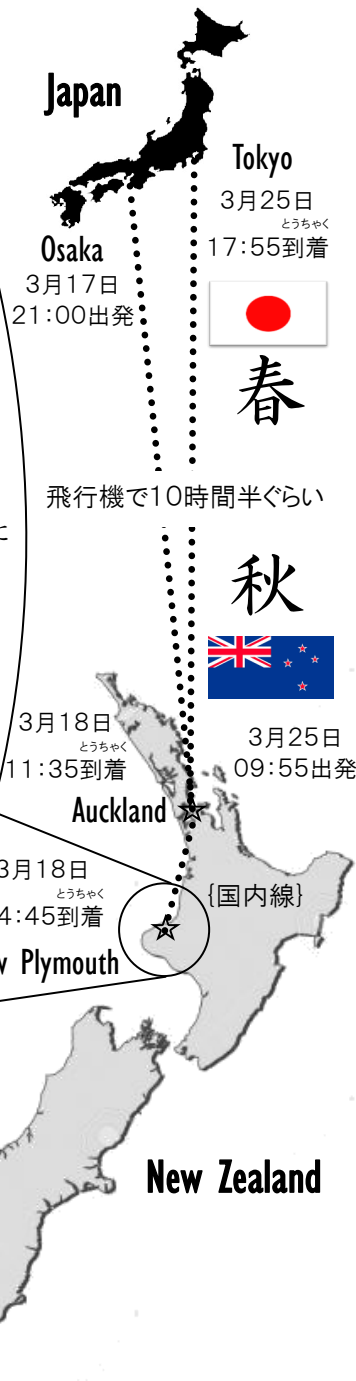 Japan
Tokyo
3月25日
とうちゃく
17:55到着
Osaka
3月17日
21:00出発
春
飛行機で10時間半ぐらい
に
秋
3月18日
とうちゃく
11:35到着
3月25日
09:55出発
Auckland
3月18日
とうちゃく
4:45到着
{国内線}
Plymouth
New Zealand